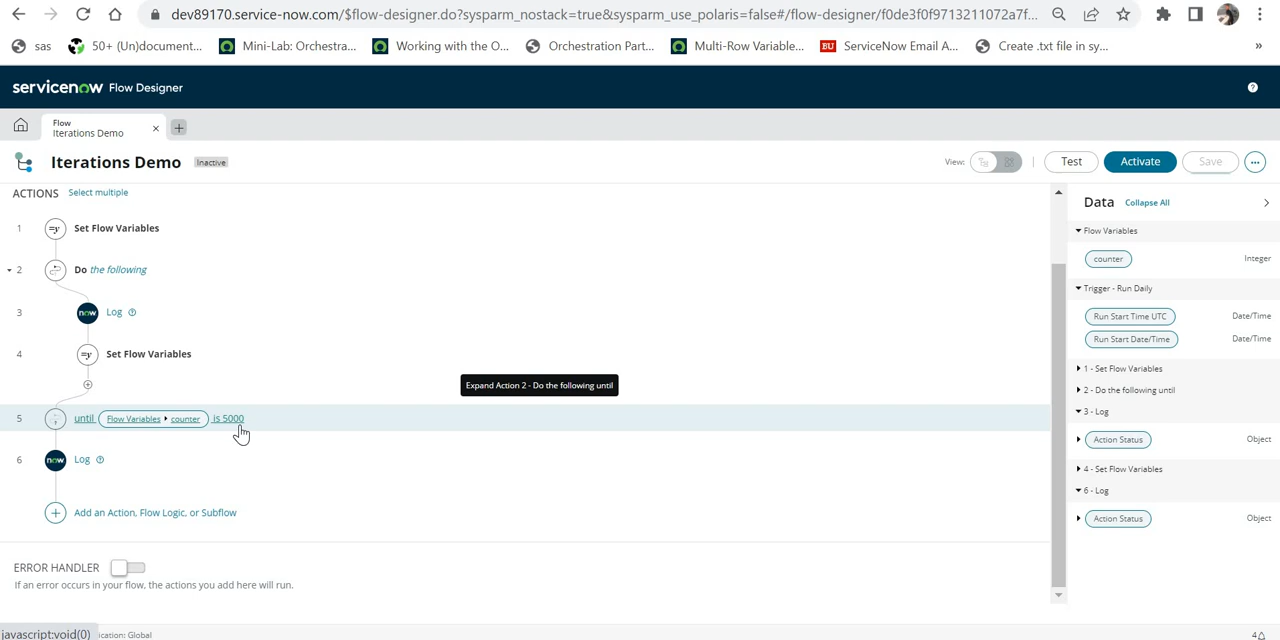 dev89170.service-now.com/$flow-designer.do?sysparm_nostack=true&sysparm_use_polaris=false#/flow-designer/f0de3f0f9713211072a7f...
sas 50+ (Un)document... Mini-Lab: Orchestra... Working with the O... Orchestration Part... Multi-Row Variable... BU ServiceNow Email A... Create .txt file in sy... »
servicenow Flow Designer ?
Flow
Iterations Demo × +
Iterations Demo Inactive View: Test Activate Save ...
ACTIONS Select multiple
Data Collapse All
1 =y Set Flow Variables
Flow Variables
counter Integer
2 Do the following
Trigger - Run Daily
3 now Log
Run Start Time UTC Date/Time
Run Start Date/Time Date/Time
4 =y Set Flow Variables
1 - Set Flow Variables
Expand Action 2 - Do the following until
2 - Do the following until
3 - Log
5 until Flow Variables counter is 5000
Action Status Object
6 now Log
4 - Set Flow Variables
6 - Log
Add an Action, Flow Logic, or Subflow
Action Status Object
ERROR HANDLER
If an error occurs in your flow, the actions you add here will run.
javascript:void(0) ication: Global 4